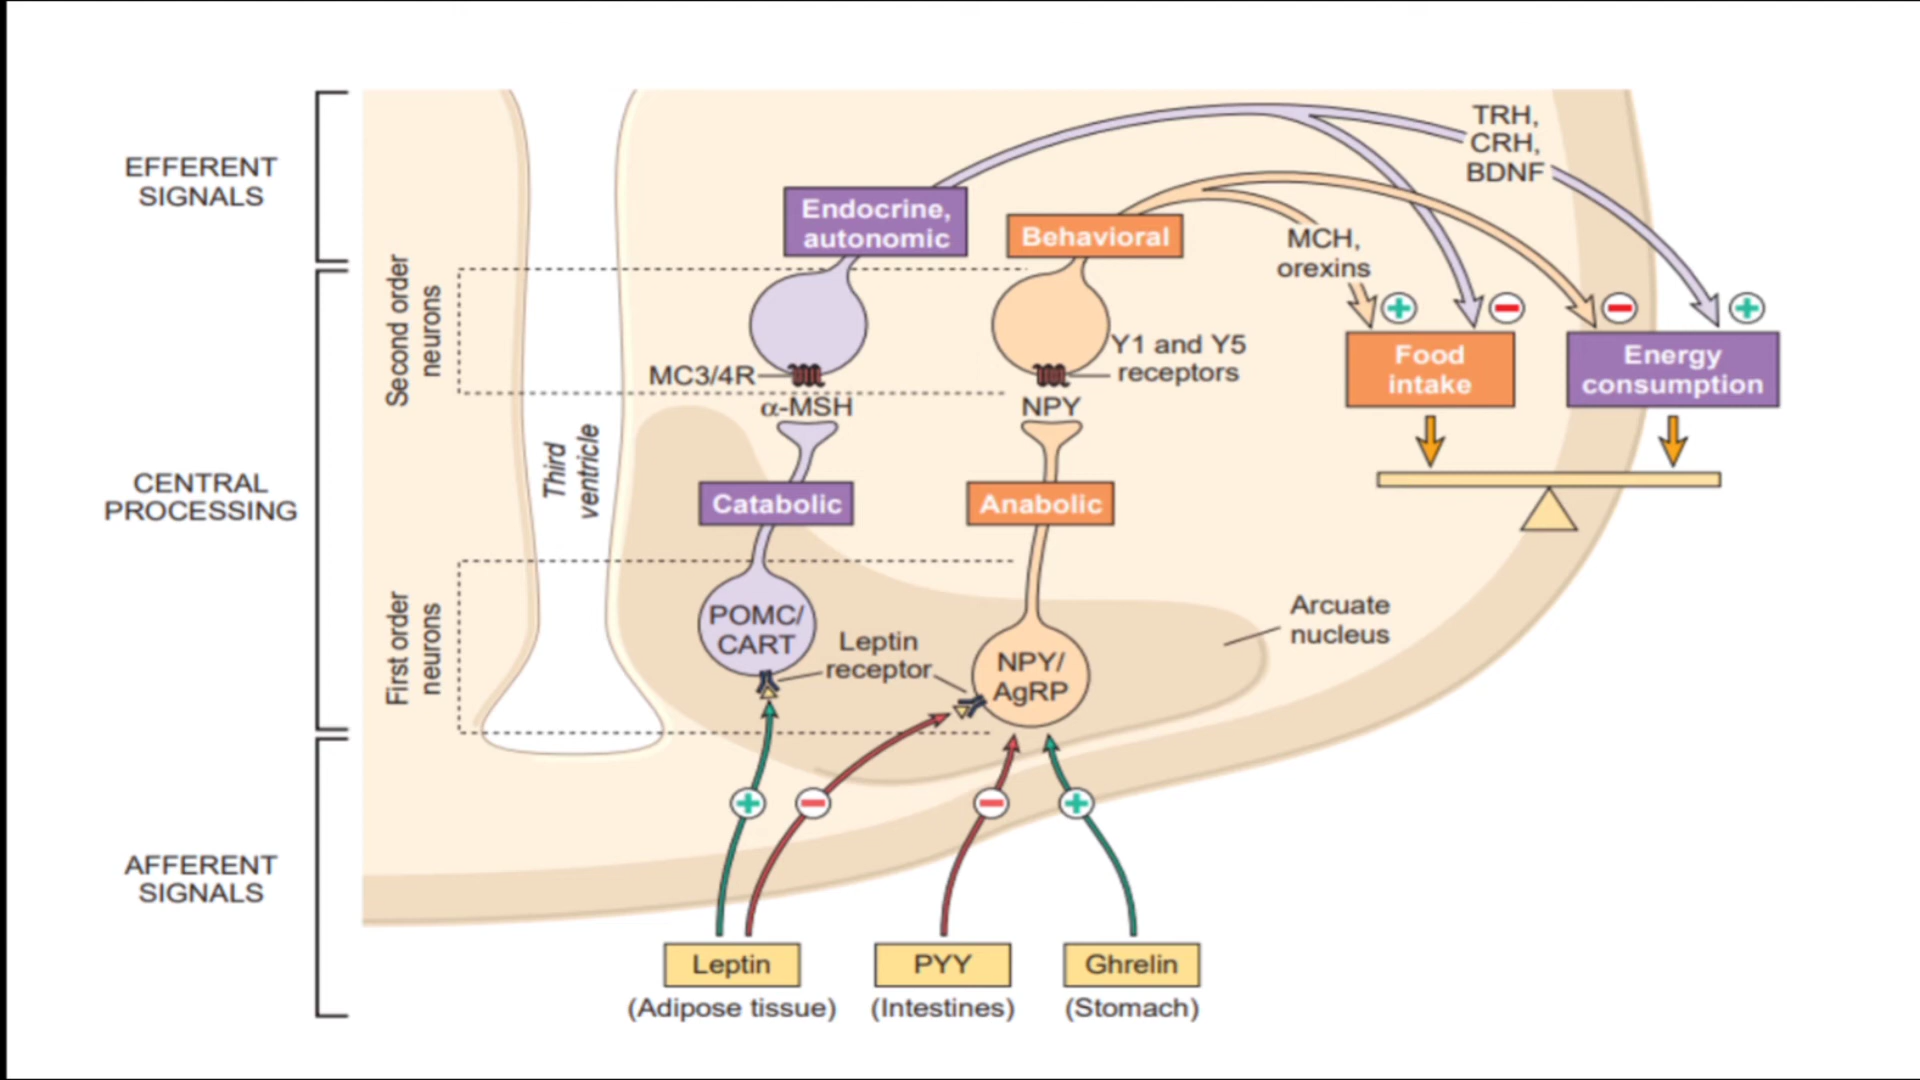 EFFERENT
SIGNALS
CENTRAL
PROCESSING
AFFERENT
SIGNALS
Second order
neurons
First order
neurons
Third
ventricle
Endocrine,
autonomic
Behavioral
TRH,
CRH,
BDNF
MCH,
orexins
Y1 and Y5
receptors
MC3/4R
α-MSH
NPY
Food
intake
Energy
consumption
Catabolic
Anabolic
POMC/
CART
Leptin
receptor
NPY/
AgRP
Arcuate
nucleus
Leptin
(Adipose tissue)
PYY
(Intestines)
Ghrelin
(Stomach)